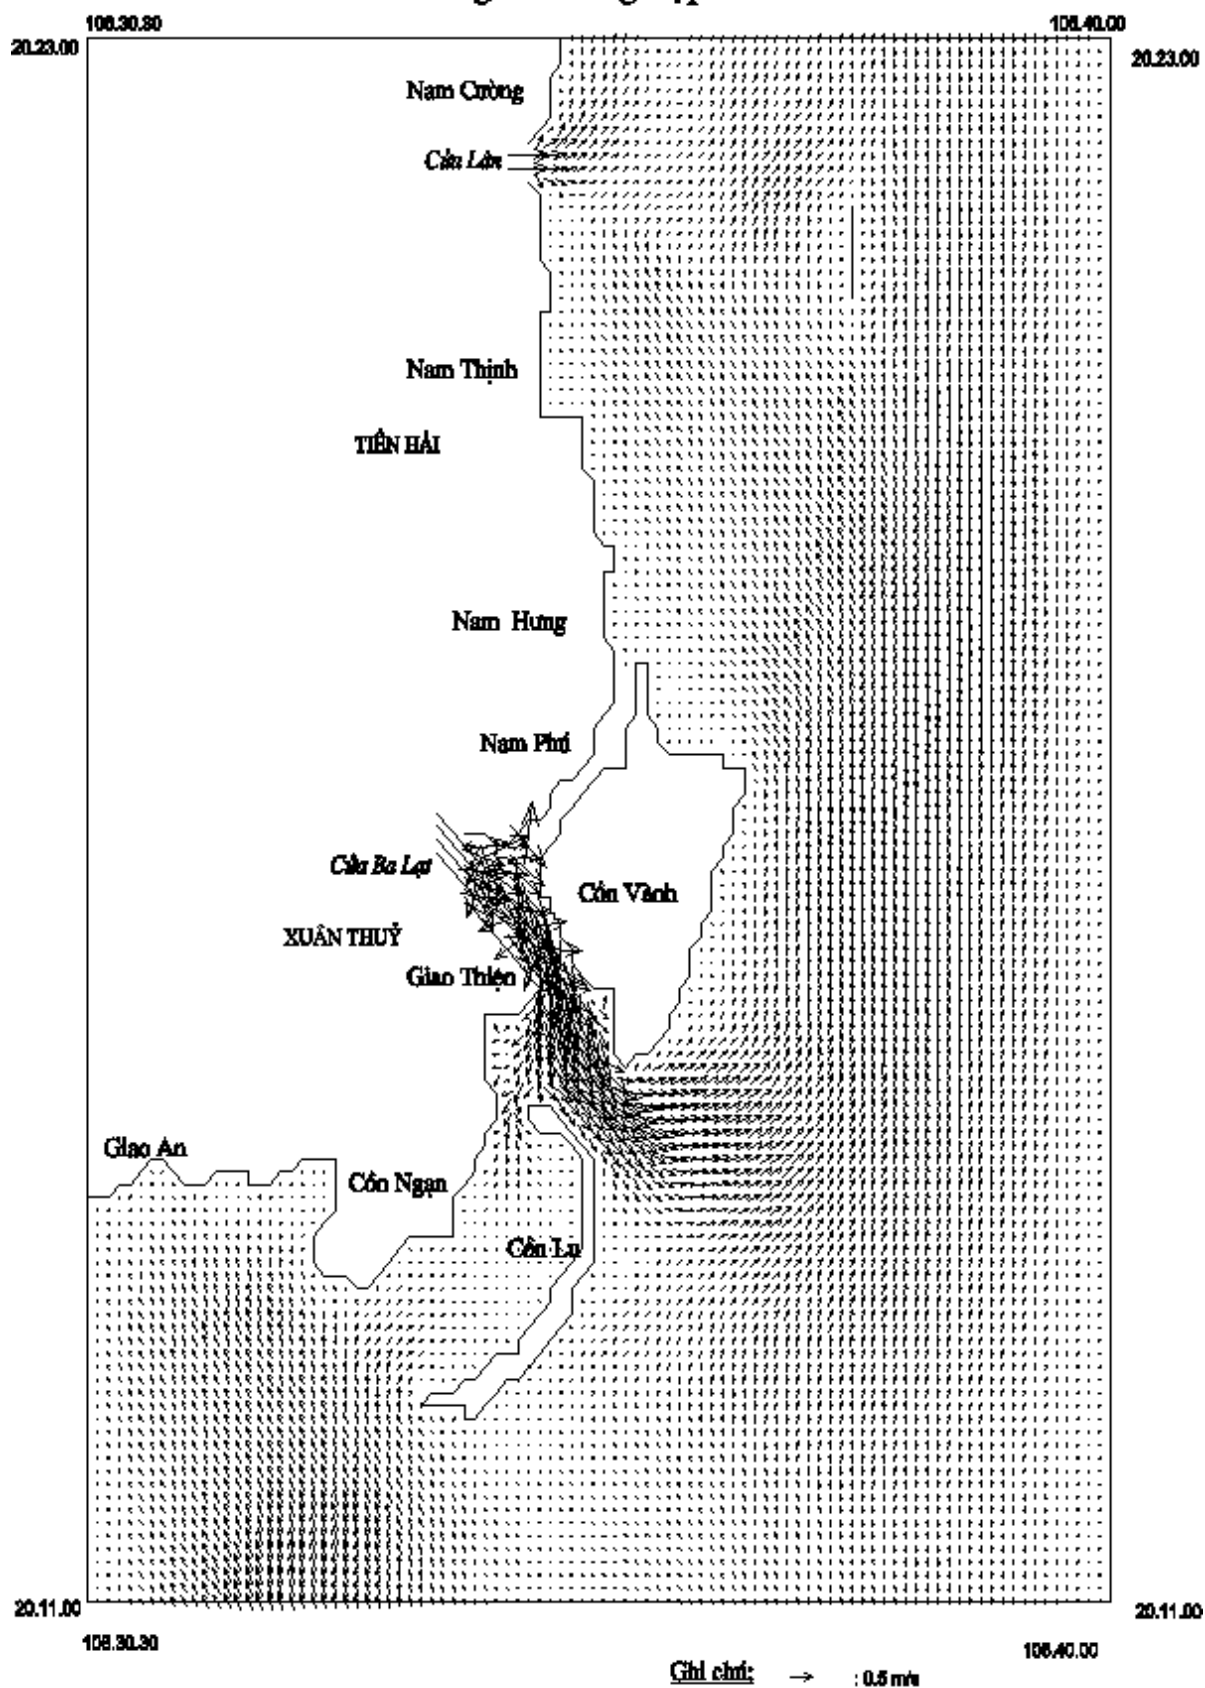 106.30.30
106.40.00
20.23.00
20.23.00
Nam Cường
Cửa Lân
Nam Thịnh
TIỀN HẢI
Nam Hưng
Nam Phú
Cửa Ba Lạt
Cồn Vành
XUÂN THUỶ
Giao Thiện
Giao An
Cồn Ngạn
Cồn Lu
20.11.00
20.11.00
106.30.30
106.40.00
Ghi chú: : 0.5 m/s